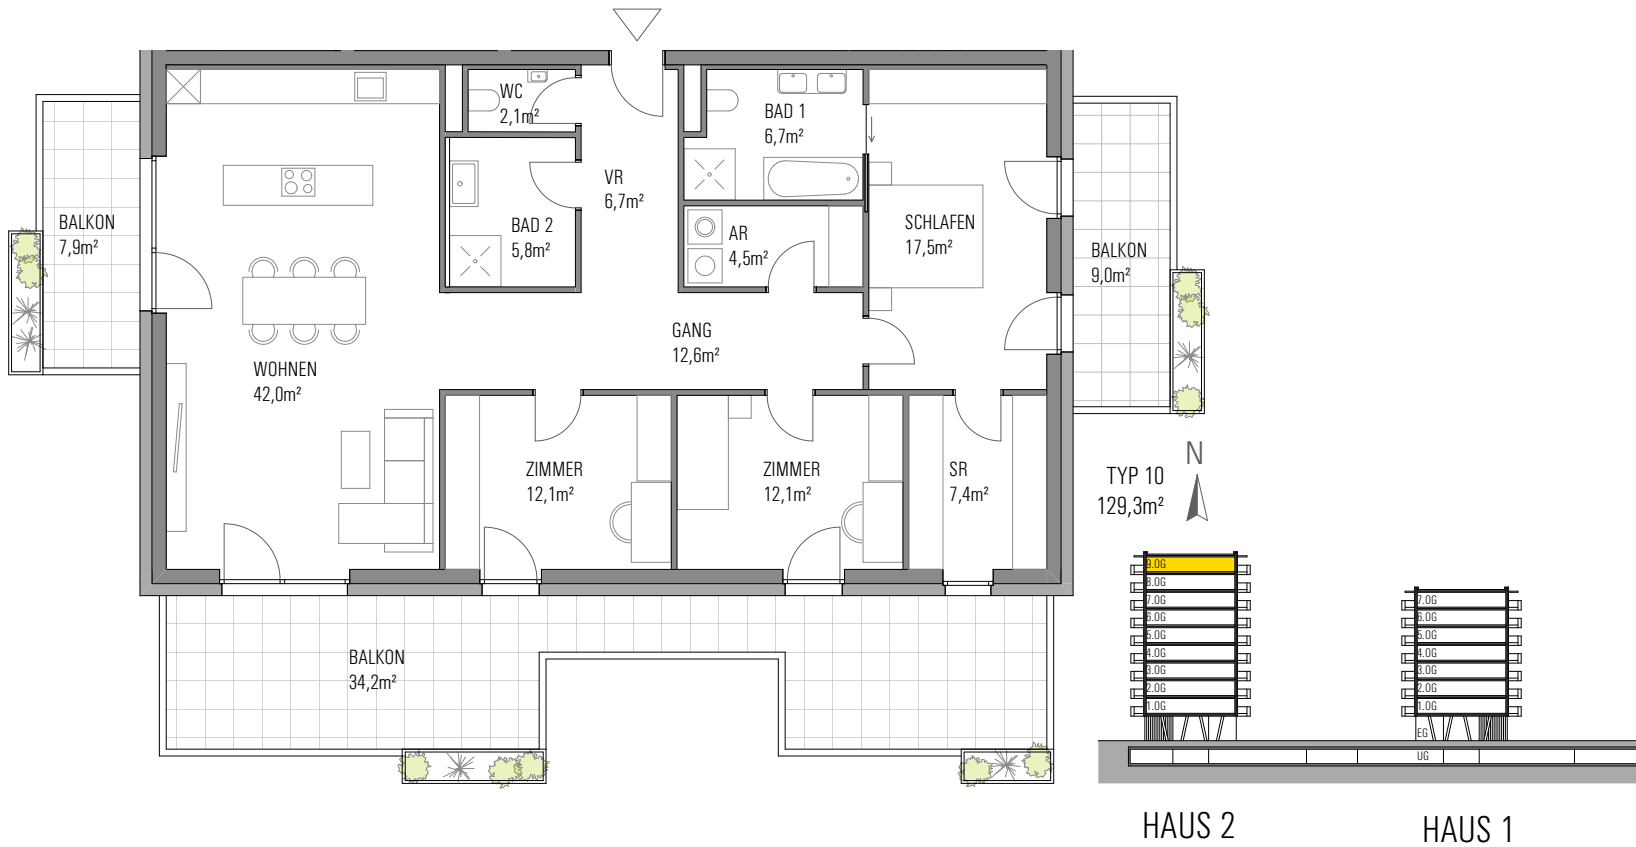 WC
2,1m²
BAD 1
6,7m²
VR
6,7m²
BALKON
7,9m²
BAD 2
5,8m²
AR
4,5m²
SCHLAFEN
17,5m²
BALKON
9,0m²
GANG
12,6m²
WOHNEN
42,0m²
ZIMMER
12,1m²
ZIMMER
12,1m²
SR
7,4m²
N
TYP 10
129,3m²
BALKON
34,2m²
9.OG
8.OG
7.OG
6.OG
5.OG
4.OG
3.OG
2.OG
1.OG
7.OG
6.OG
5.OG
4.OG
3.OG
2.OG
1.OG
EG
UG
HAUS 2
HAUS 1